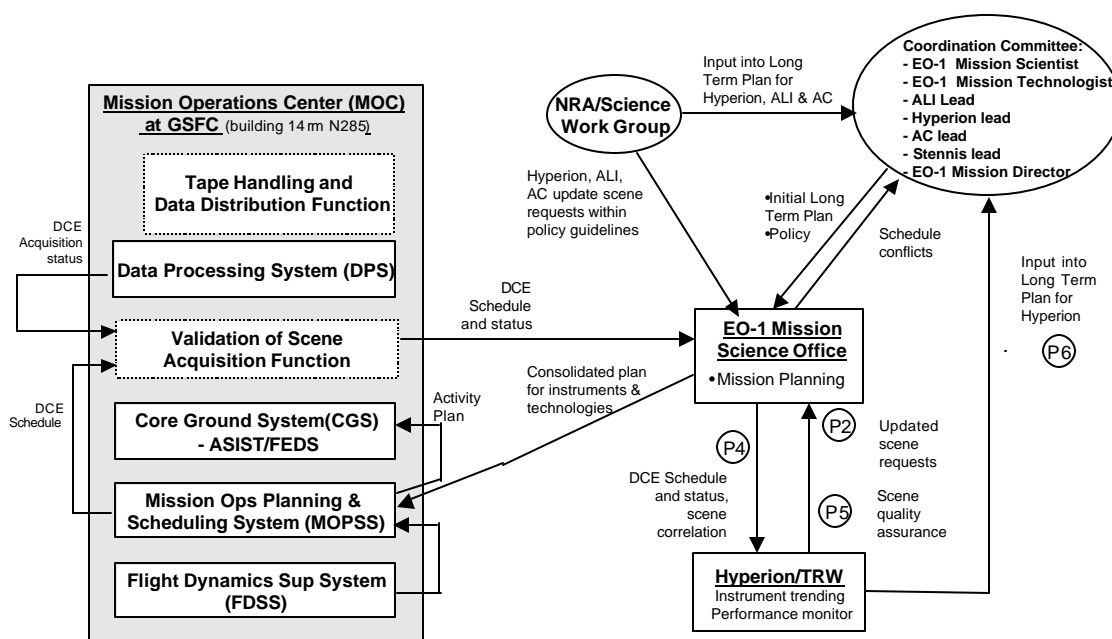 Mission Operations Center (MOC)
at GSFC (building 14 rm N285)
Tape Handling and
Data Distribution Function
DCE
Acquisition
status
Data Processing System (DPS)
Validation of Scene
Acquisition Function
DCE
Schedule
Core Ground System(CGS)
- ASIST/FEDS
Activity
Plan
Mission Ops Planning &
Scheduling System (MOPSS)
Flight Dynamics Sup System
(FDSS)
DCE
Schedule
and status
Consolidated plan
for instruments &
technologies
NRA/Science
Work Group
Input into Long
Term Plan for
Hyperion, ALI & AC
Hyperion, ALI,
AC update scene
requests within
policy guidelines
Coordination Committee:
- EO-1 Mission Scientist
- EO-1 Mission Technologist
- ALI Lead
- Hyperion lead
- AC lead
- Stennis lead
- EO-1 Mission Director
•Initial Long
Term Plan
•Policy
Schedule
conflicts
Input into
Long Term
Plan for
Hyperion
P6
EO-1 Mission
Science Office
•Mission Planning
P4
DCE Schedule
and status,
scene
correlation
P2
Updated
scene
requests
P5
Scene
quality
assurance
Hyperion/TRW
Instrument trending
Performance monitor